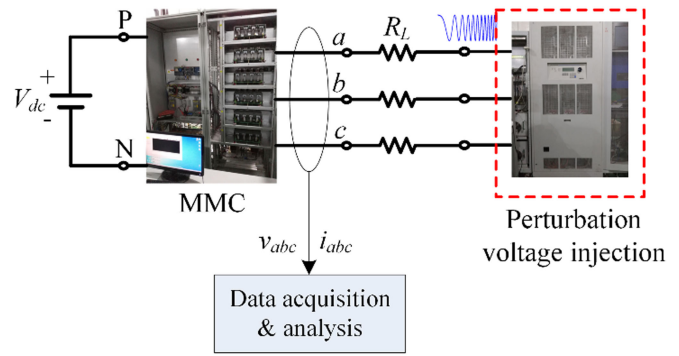 P
a
R_L
b
V_dc
+
-
c
N
MMC
Perturbation
voltage injection
v_abc i_abc
Data acquisition
& analysis